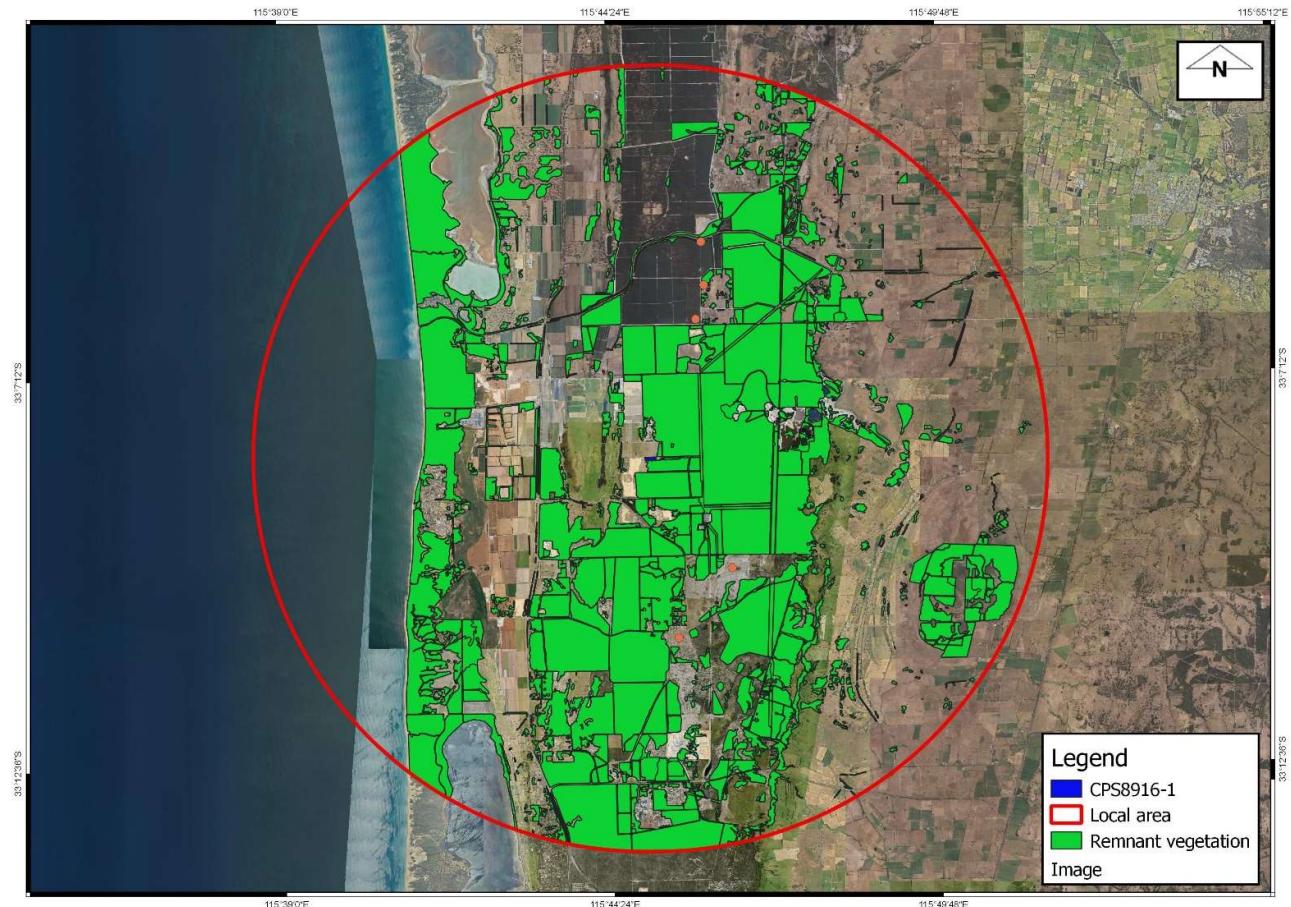 115°39'0"E 115°44'24"E 115°49'48"E 115°55'12"E
N
33°7'12"S 33°7'12"S
33°12'36"S 33°12'36"S
Legend
CPS8916-1
Local area
Remnant vegetation
Image
115°39'0"E 115°44'24"E 115°49'48"E